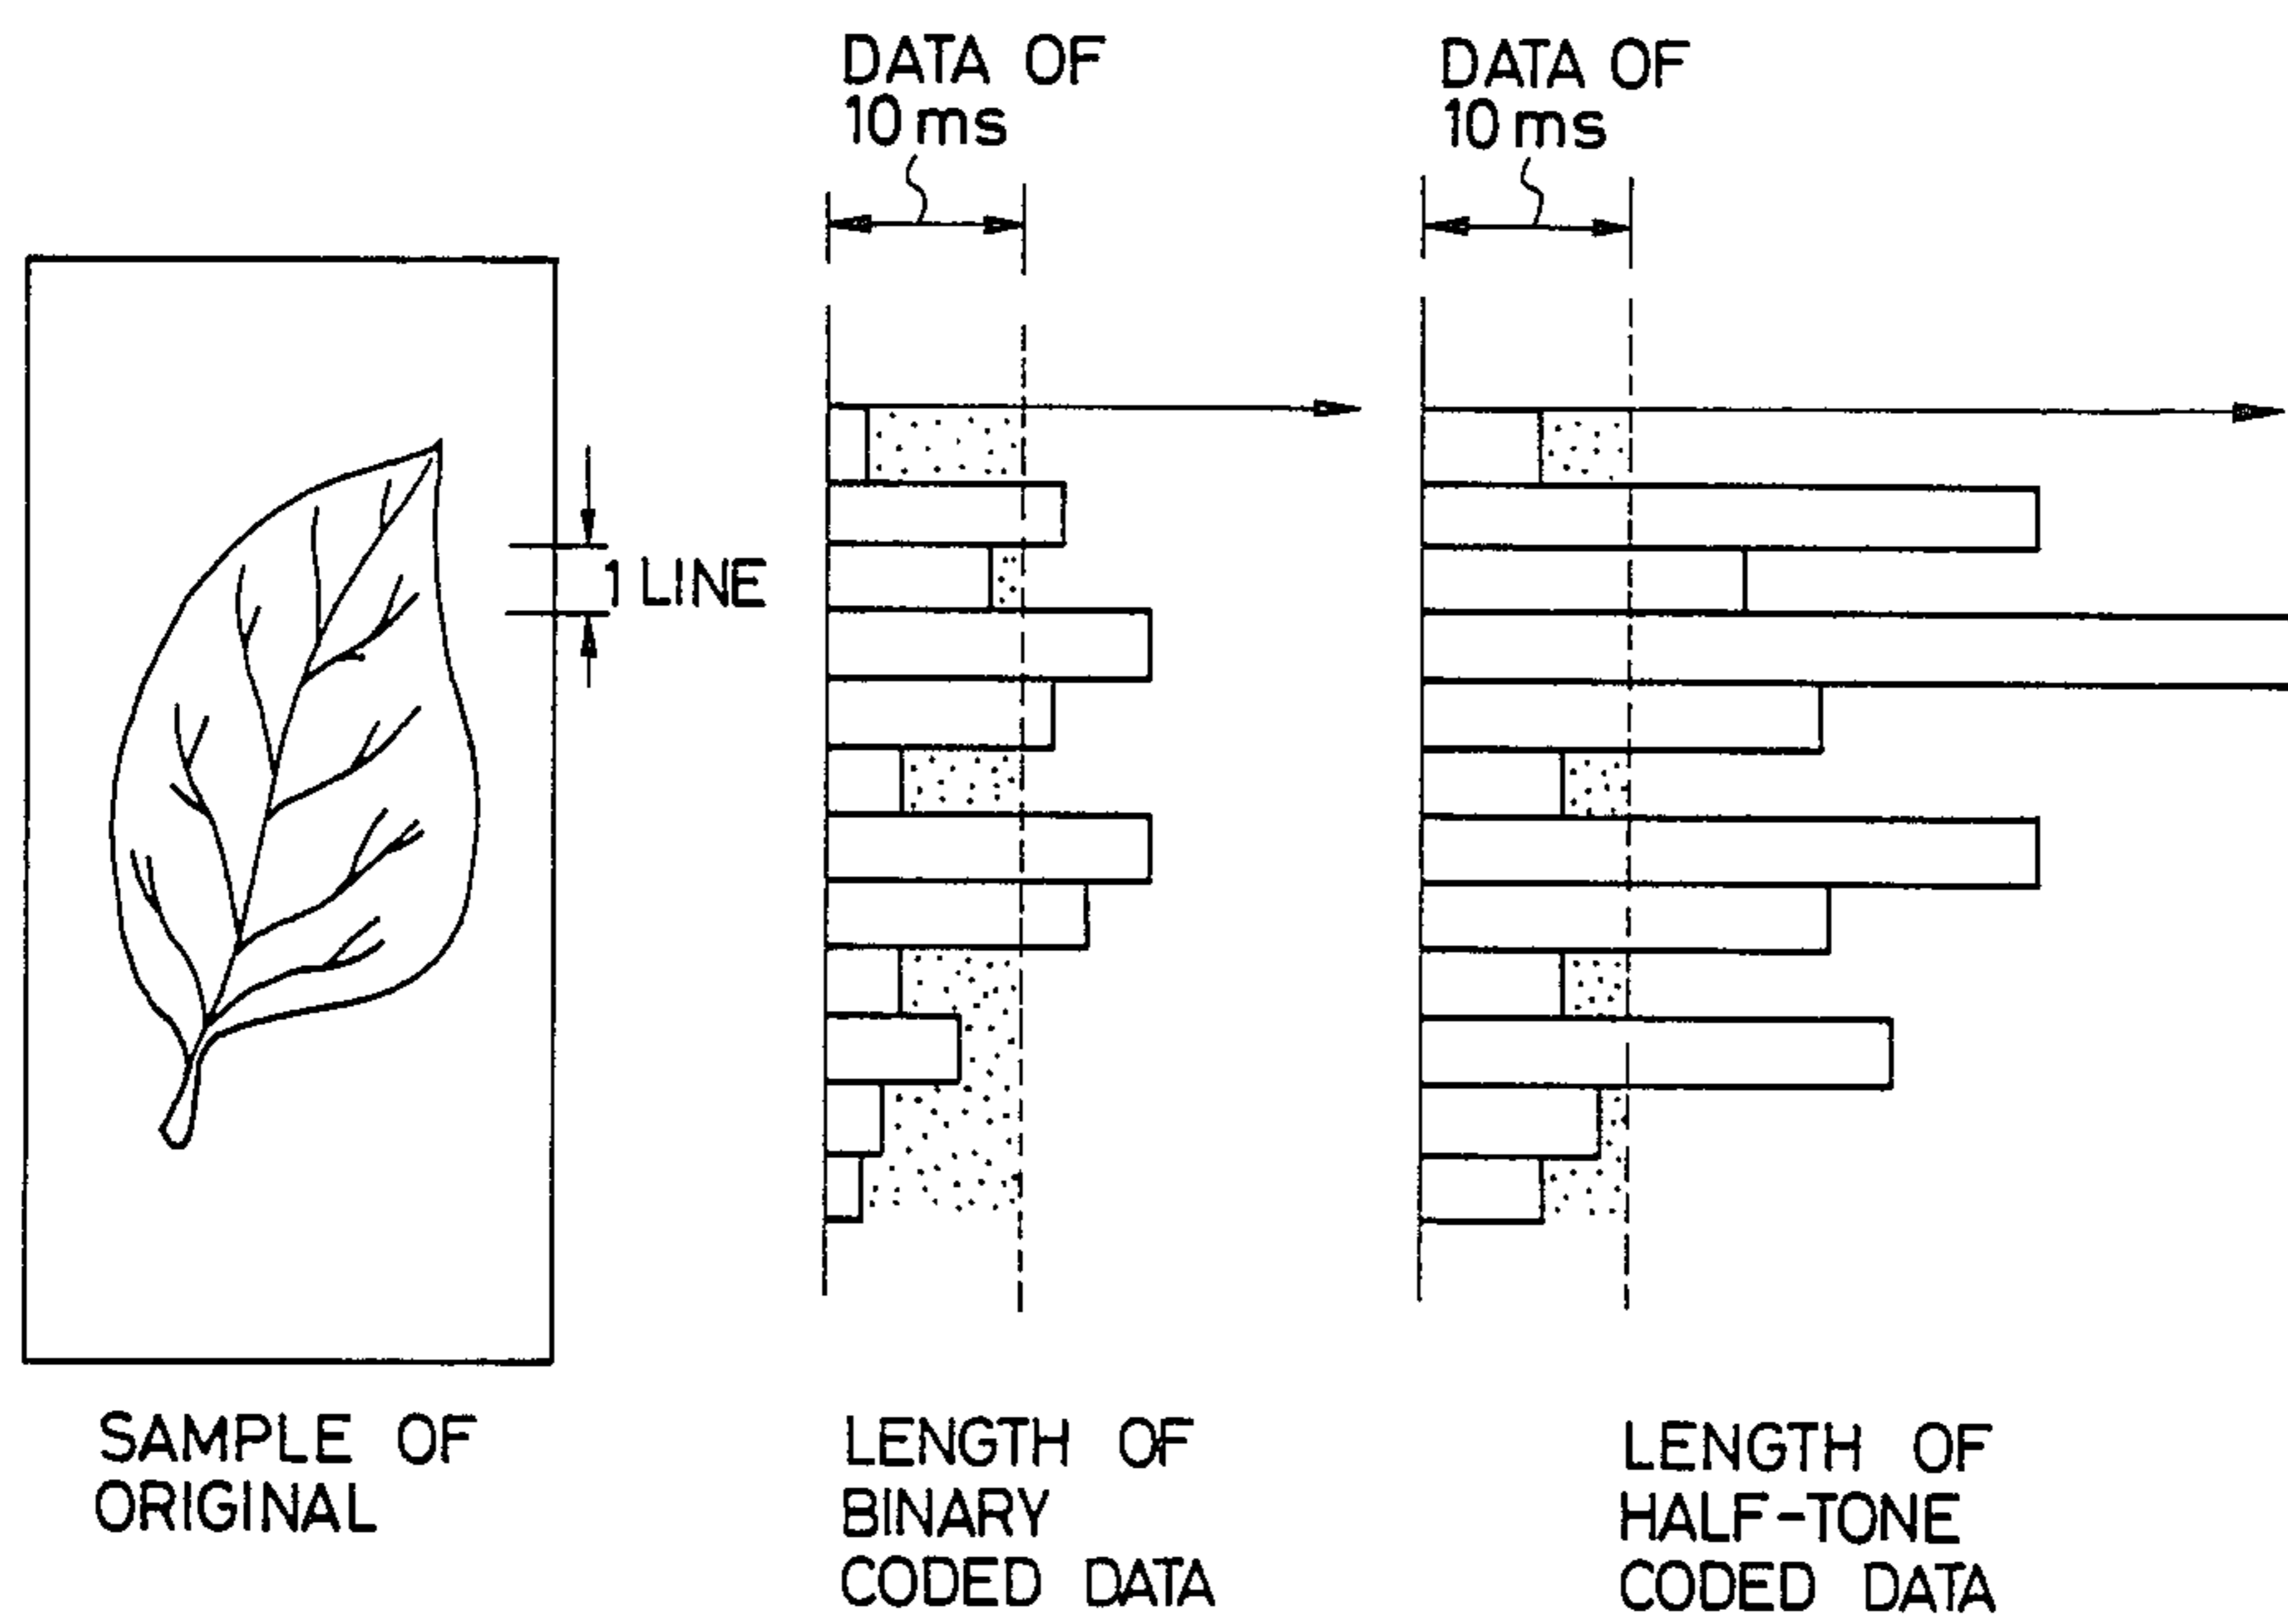 DATA OF
10 ms
DATA OF
10 ms
1 LINE
SAMPLE OF
ORIGINAL
LENGTH OF
BINARY
CODED DATA
LENGTH OF
HALF-TONE
CODED DATA